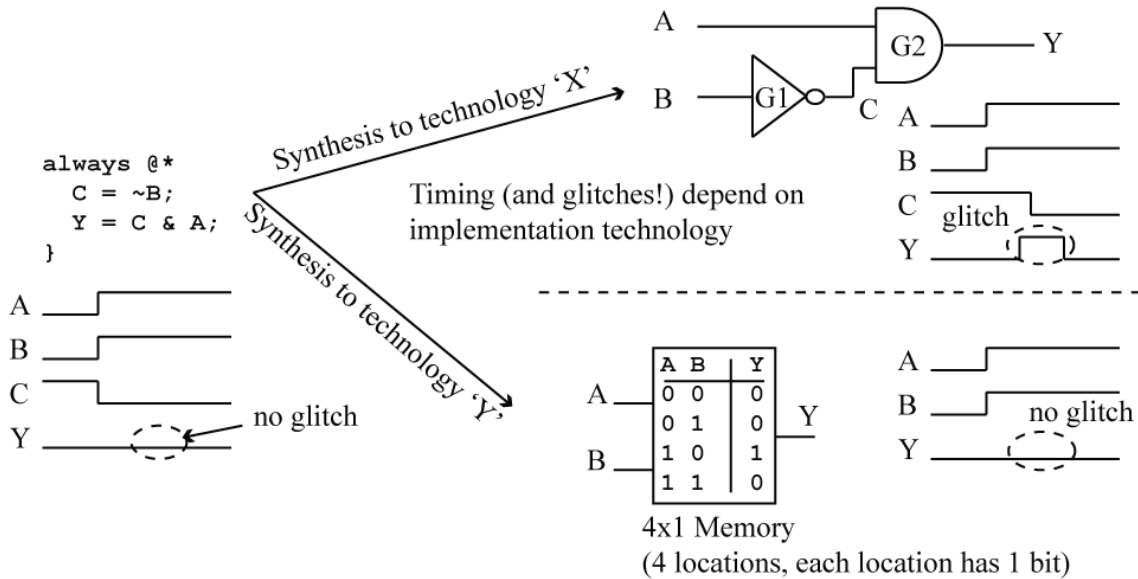 A
B
G1
G2
C
Y
Synthesis to technology ‘X’
A
B
C
glitch
Y
always @*
C = ~B;
Y = C & A;
}
Timing (and glitches!) depend on
implementation technology
Synthesis to technology ‘Y’
A
B
C
Y
no glitch
A
B
A B Y
0 0 0
0 1 0
1 0 1
1 1 0
Y
4x1 Memory
(4 locations, each location has 1 bit)
A
B
no glitch
Y